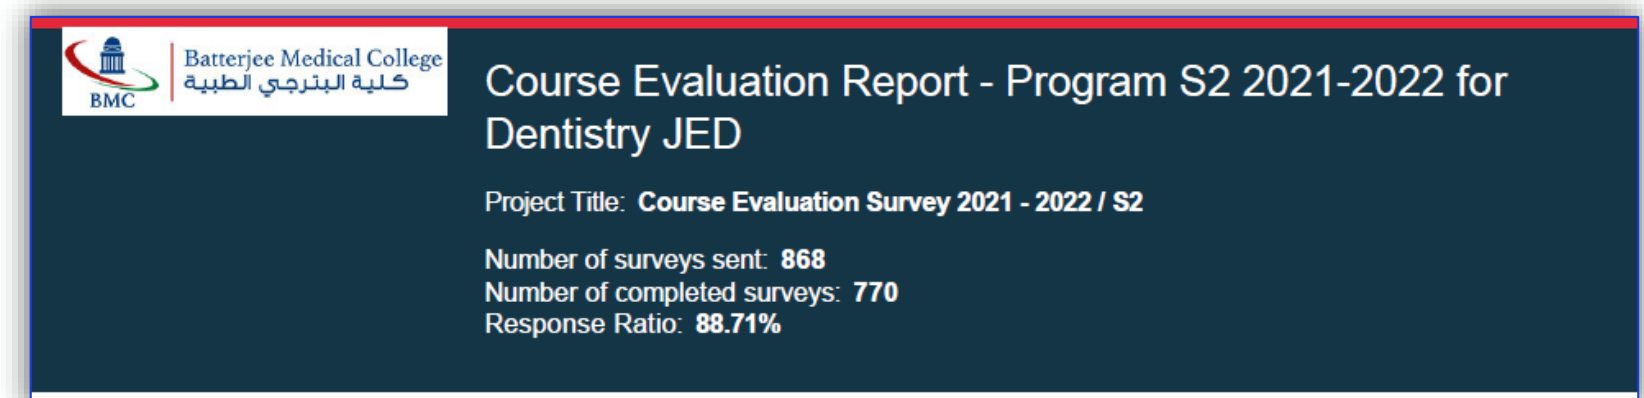 Batterjee Medical College
كلية البترجي الطبية
BMC
Course Evaluation Report - Program S2 2021-2022 for
Dentistry JED
Project Title: Course Evaluation Survey 2021 - 2022 / S2
Number of surveys sent: 868
Number of completed surveys: 770
Response Ratio: 88.71%